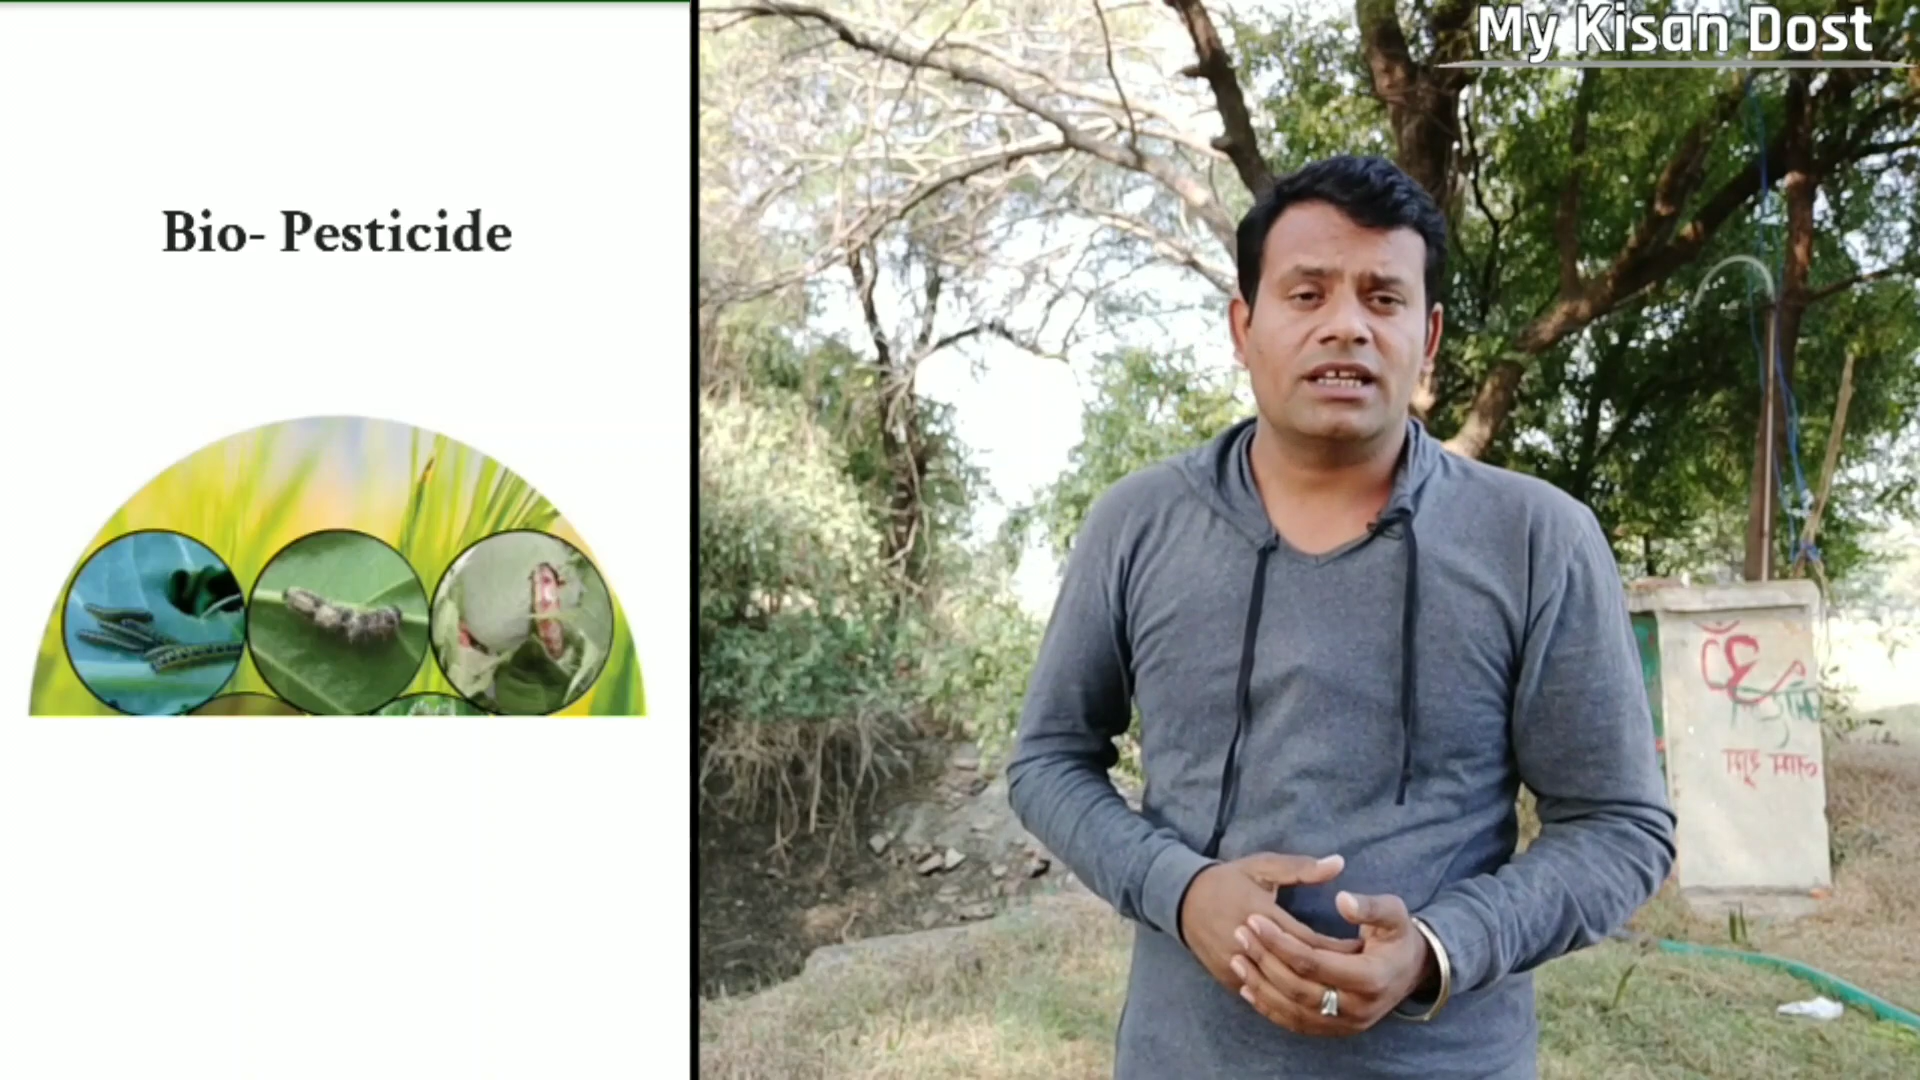 My Kisan Dost
Bio- Pesticide
ॐ